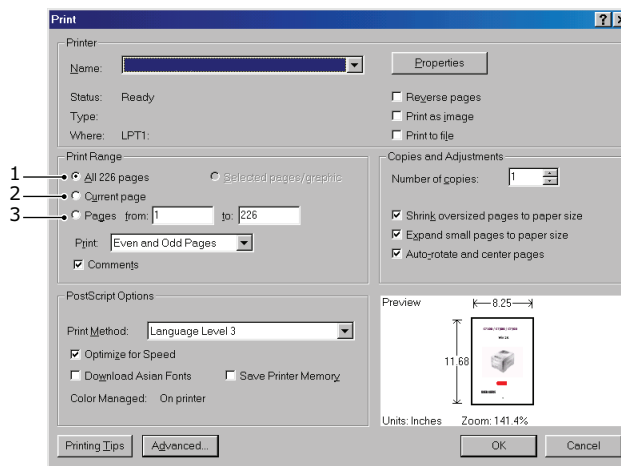 Print
Printer
Name:
Properties
Status: Ready
Reverse pages
Type:
Print as image
Where: LPT1:
Print to file
Print Range
Copies and Adjustments
1
All 226 pages
Selected pages/graphic
Number of copies: 1
2
Current page
3
Pages from: 1 to: 226
Shrink oversized pages to paper size
Print: Even and Odd Pages
Expand small pages to paper size
Comments
Auto-rotate and center pages
PostScript Options
Preview
8.25
Print Method: Language Level 3
11.68
Optimize for Speed
Download Asian Fonts
Save Printer Memory
Color Managed: On printer
Units: Inches Zoom: 141.4%
Printing Tips
Advanced...
OK
Cancel